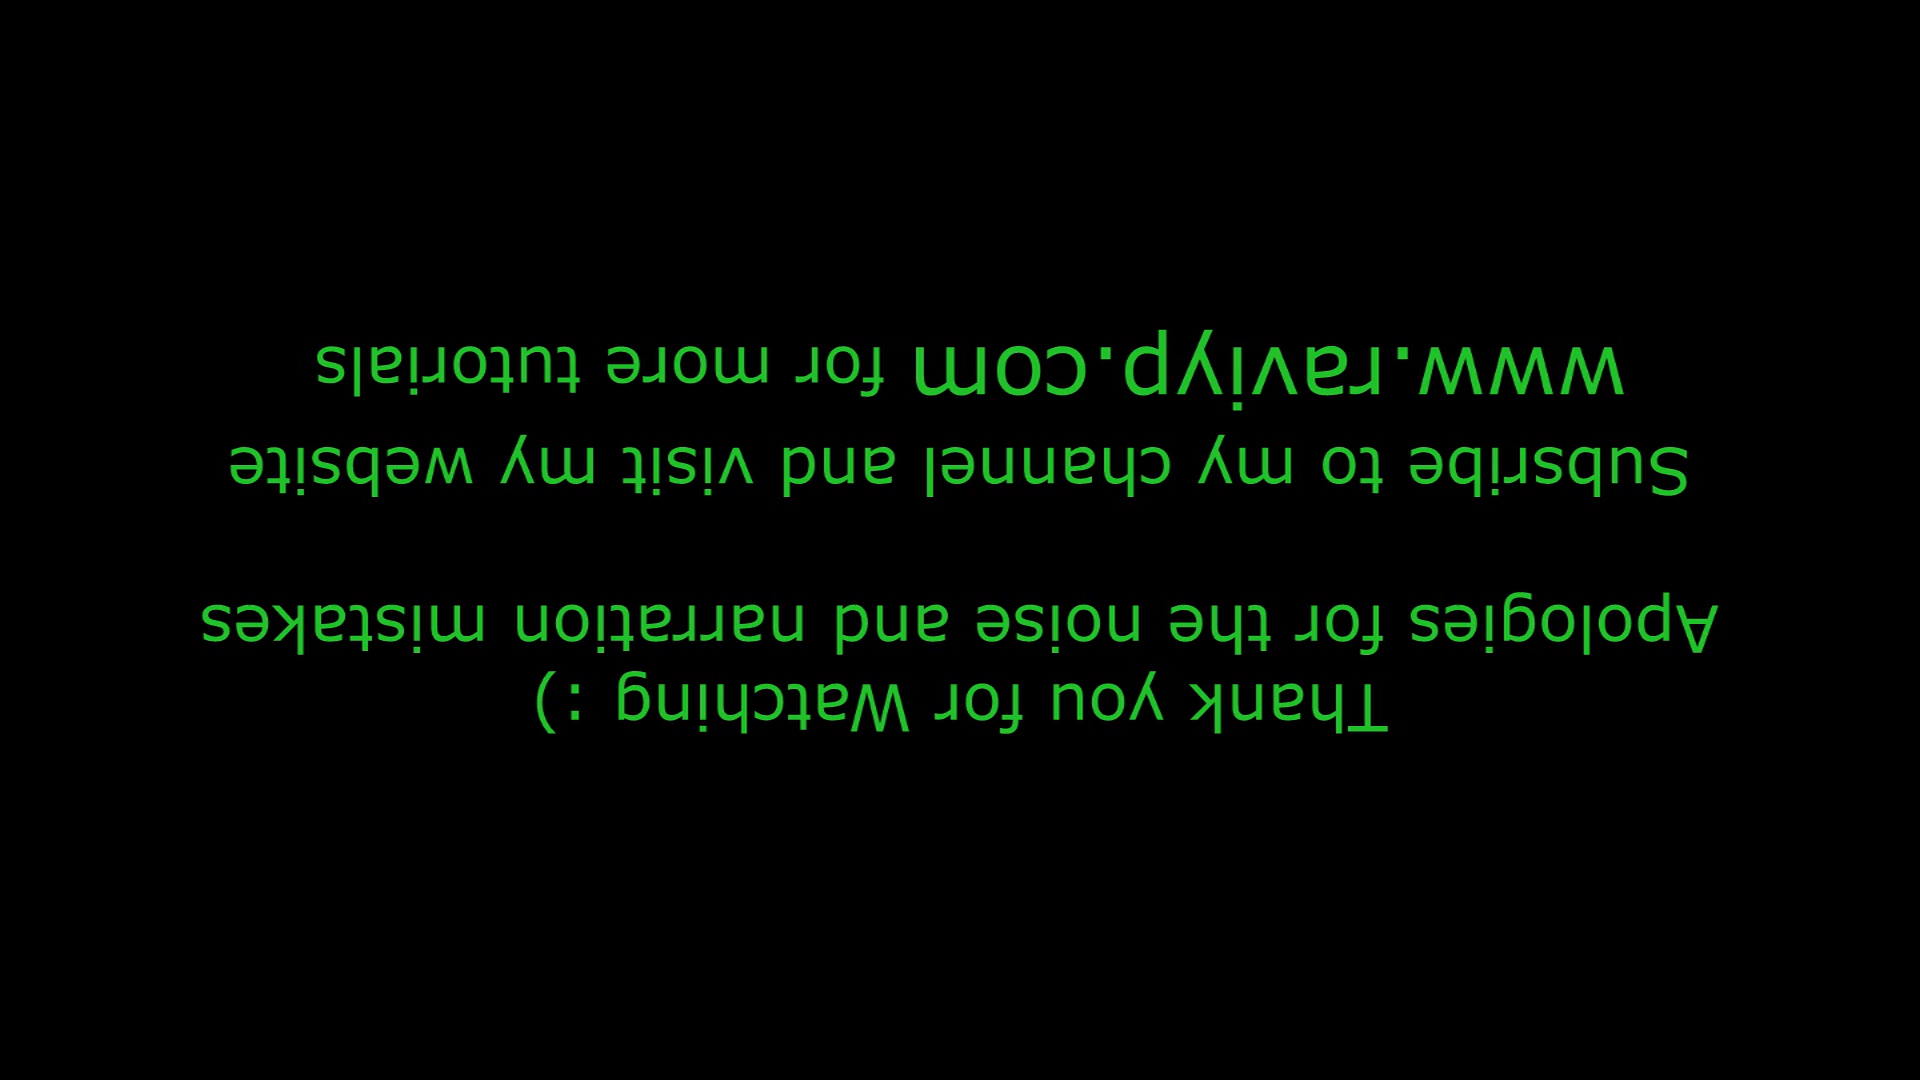 Thank you for Watching :)
Apologies for the noise and narration mistakes
Subsribe to my channel and visit my website
www.raviyp.com for more tutorials